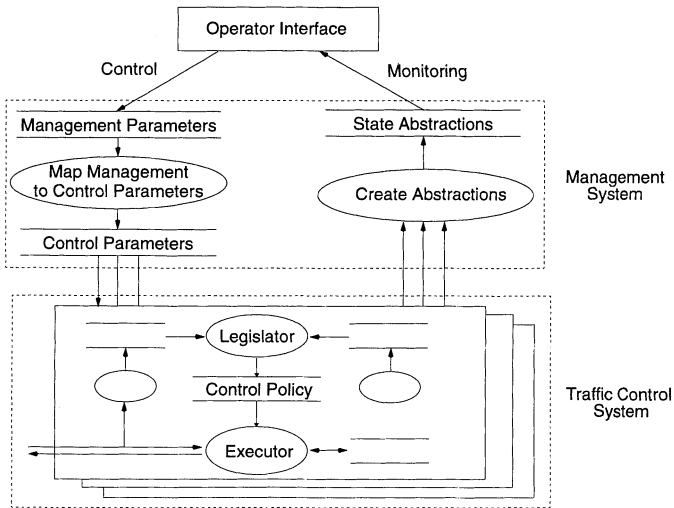 Operator Interface
Control
Monitoring
Management Parameters
State Abstractions
Map Management
to Control Parameters
Create Abstractions
Management
System
Control Parameters
Legislator
Control Policy
Traffic Control
System
Executor